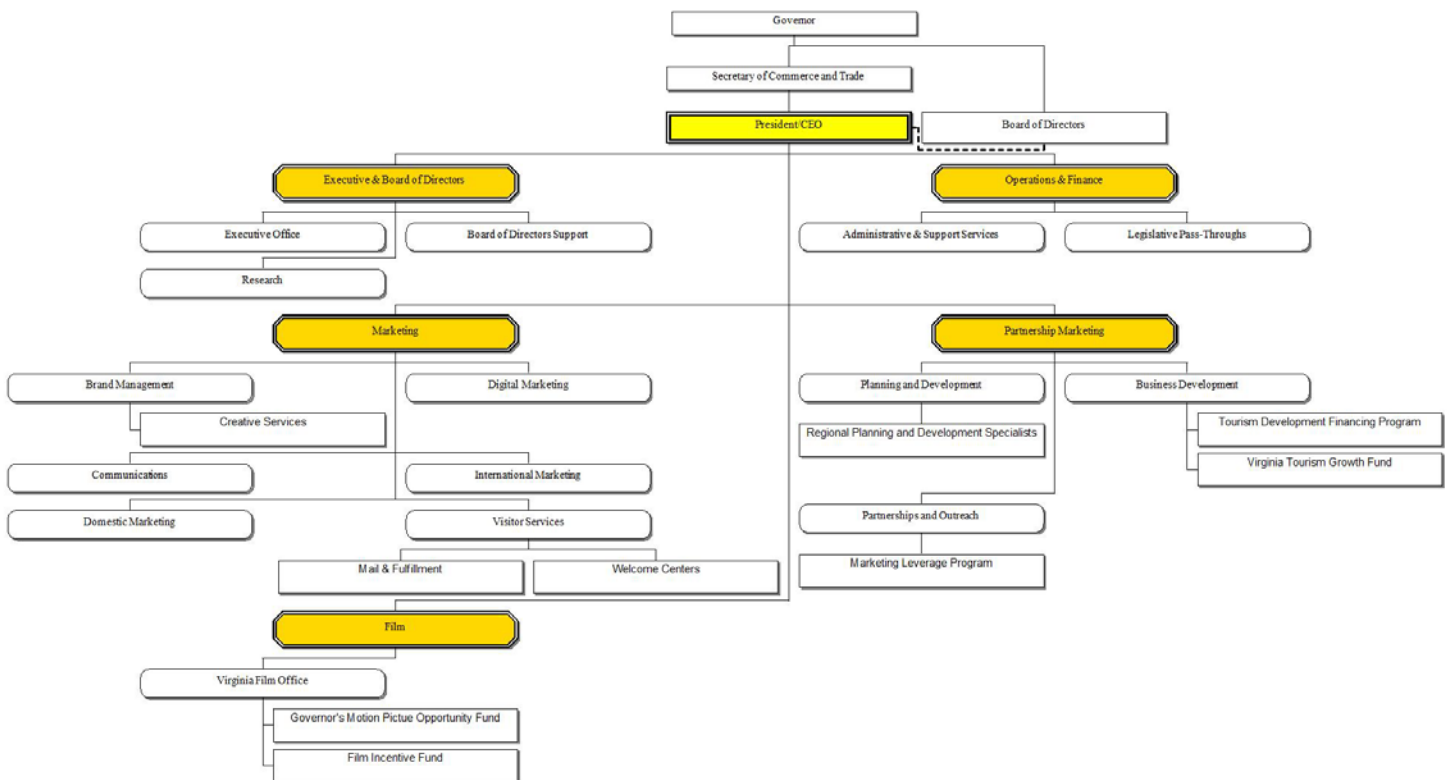 Governor
Secretary of Commerce and Trade
President/CEO
Board of Directors
Executive & Board of Directors
Operations & Finance
Executive Office
Board of Directors Support
Administrative & Support Services
Legislative Pass-Throughs
Research
Marketing
Partnership Marketing
Brand Management
Digital Marketing
Planning and Development
Business Development
Creative Services
Regional Planning and Development Specialists
Tourism Development Financing Program
Virginia Tourism Growth Fund
Communications
International Marketing
Domestic Marketing
Visitor Services
Partnerships and Outreach
Mail & Fulfillment
Welcome Centers
Marketing Leverage Program
Film
Virginia Film Office
Governor's Motion Pictue Opportunity Fund
Film Incentive Fund